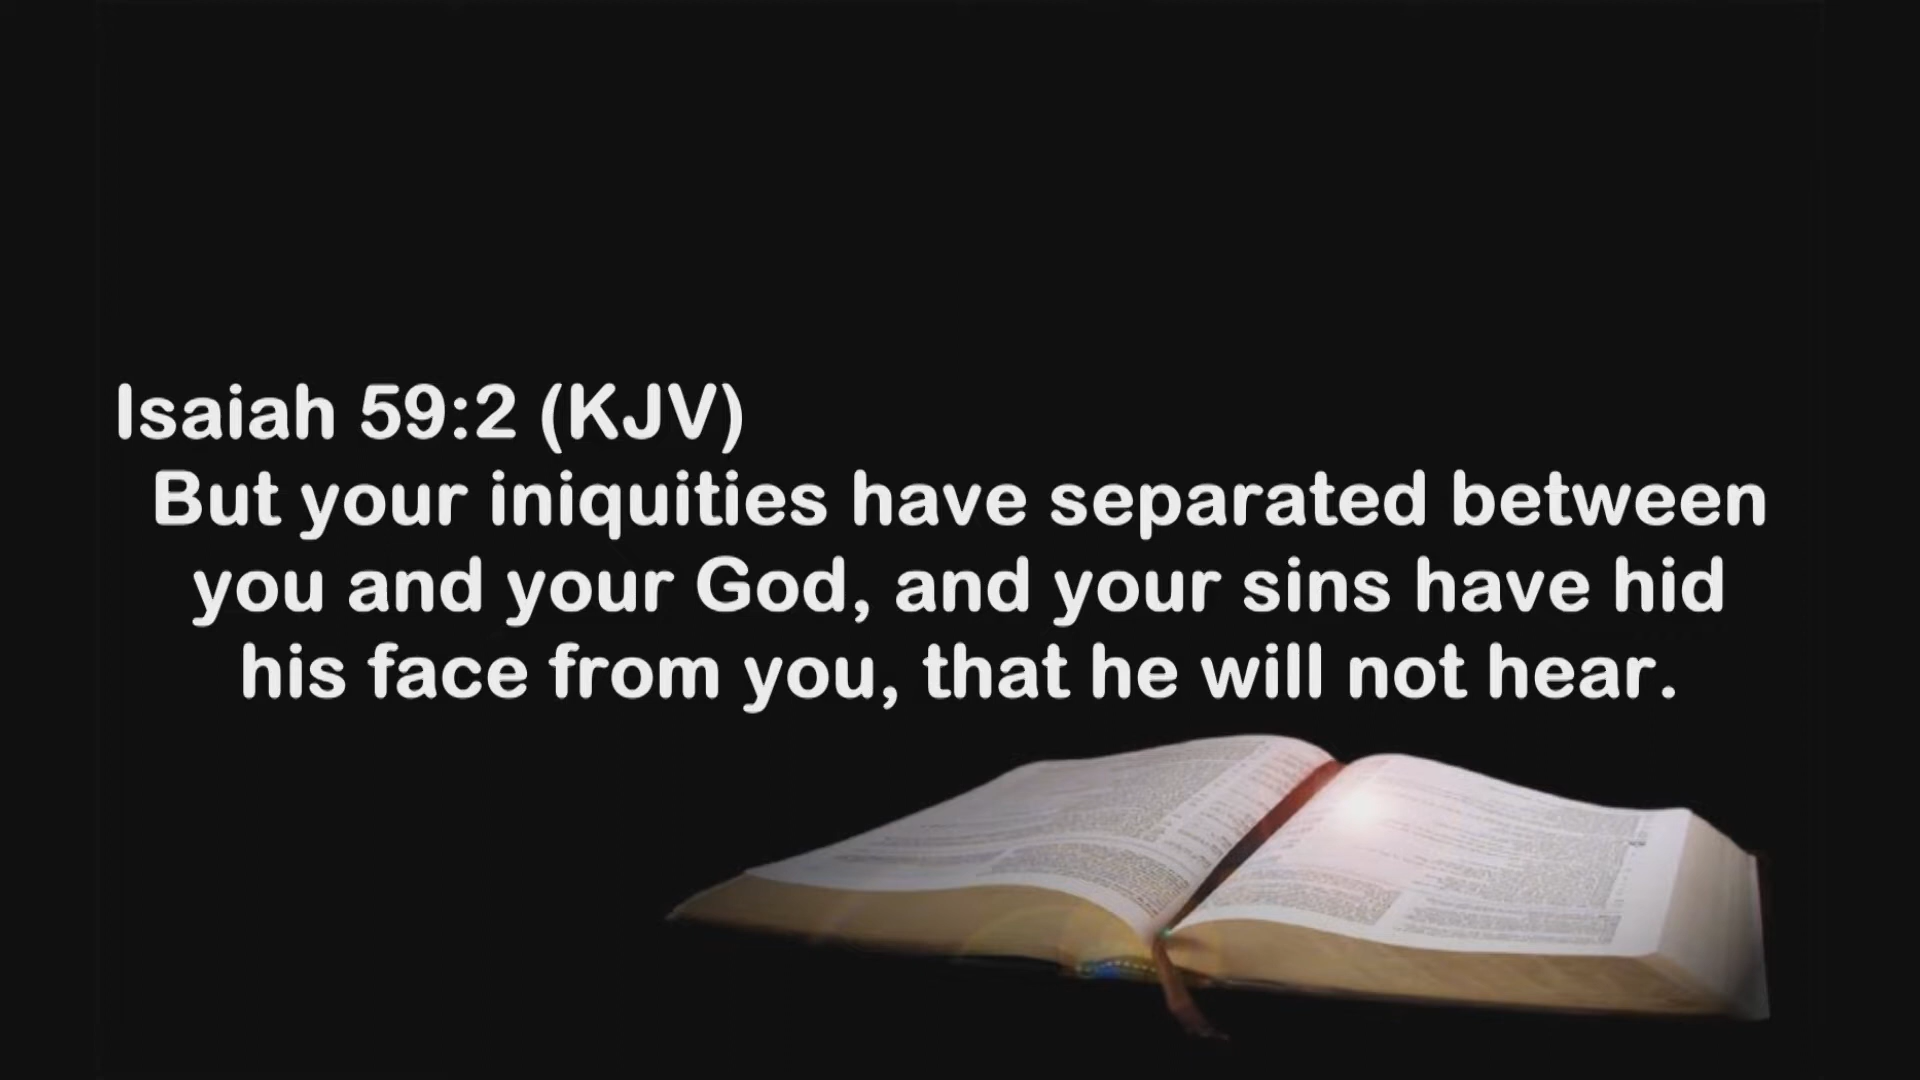 Isaiah 59:2 (KJV)
But your iniquities have separated between
you and your God, and your sins have hid
his face from you, that he will not hear.